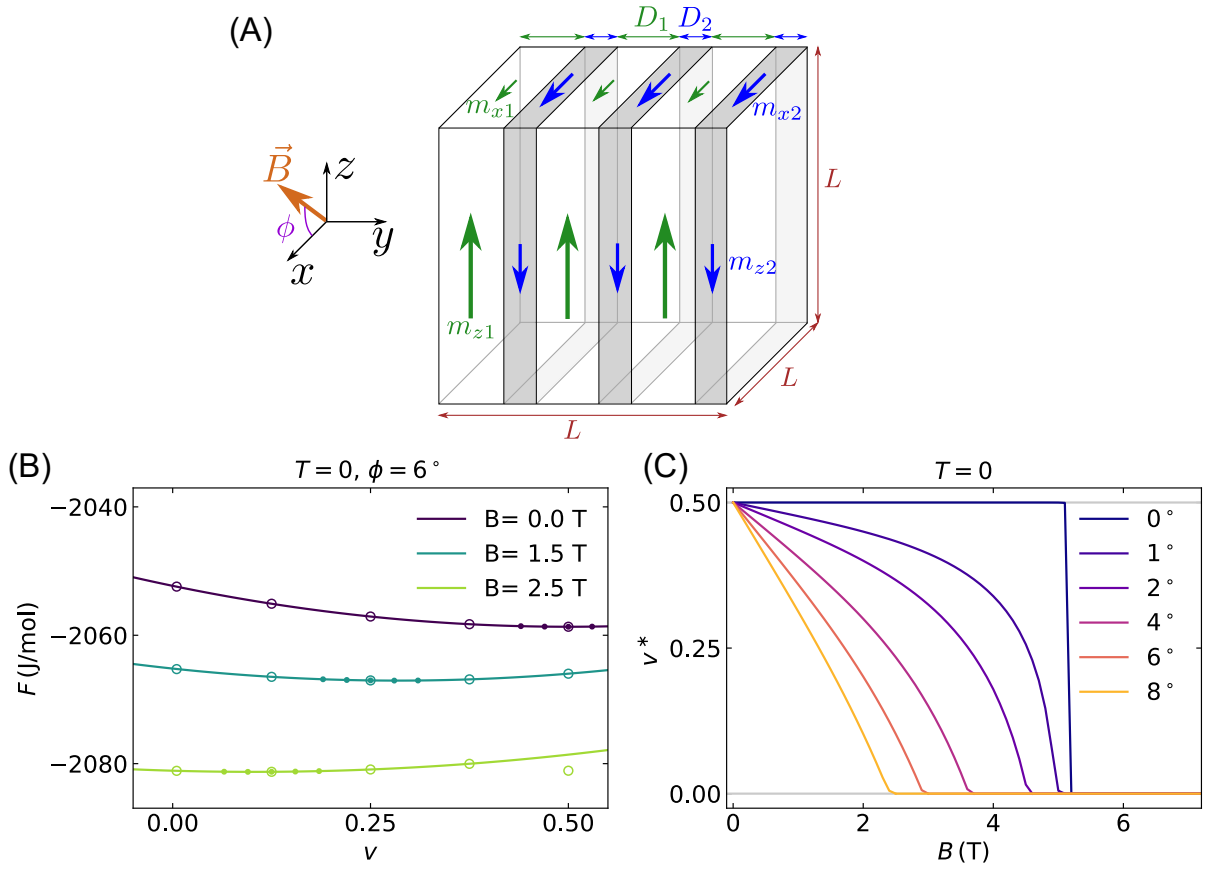 (A)
D₁ D₂
mₓ₁ mₓ₂
B⃗ z
ϕ y
x
L
m_z2
m_z1
L
L
(B)
T = 0, ϕ = 6°
F (J/mol)
−2040
−2060
−2080
B= 0.0 T
B= 1.5 T
B= 2.5 T
0.00 0.25 0.50
v
(C)
T = 0
v*
0.50
0.25
0.00
0°
1°
2°
4°
6°
8°
0 2 4 6
B (T)